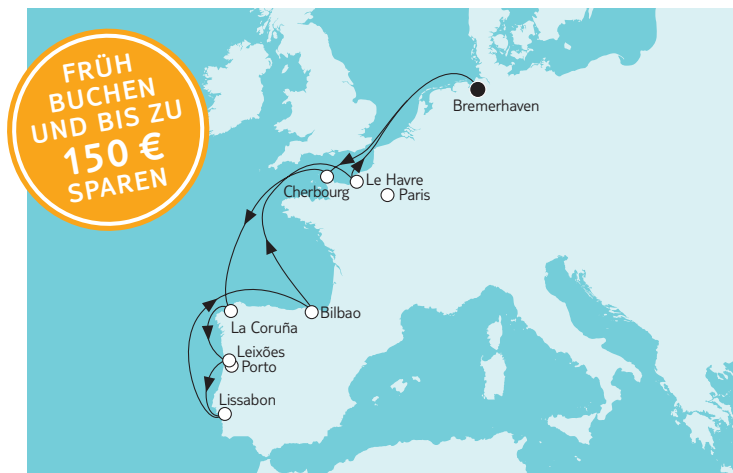 FRÜH
BUCHEN
UND BIS ZU
150 €
SPAREN
Bremerhaven
Cherbourg
Le Havre
Paris
Bilbao
La Coruña
Leixões
Porto
Lissabon